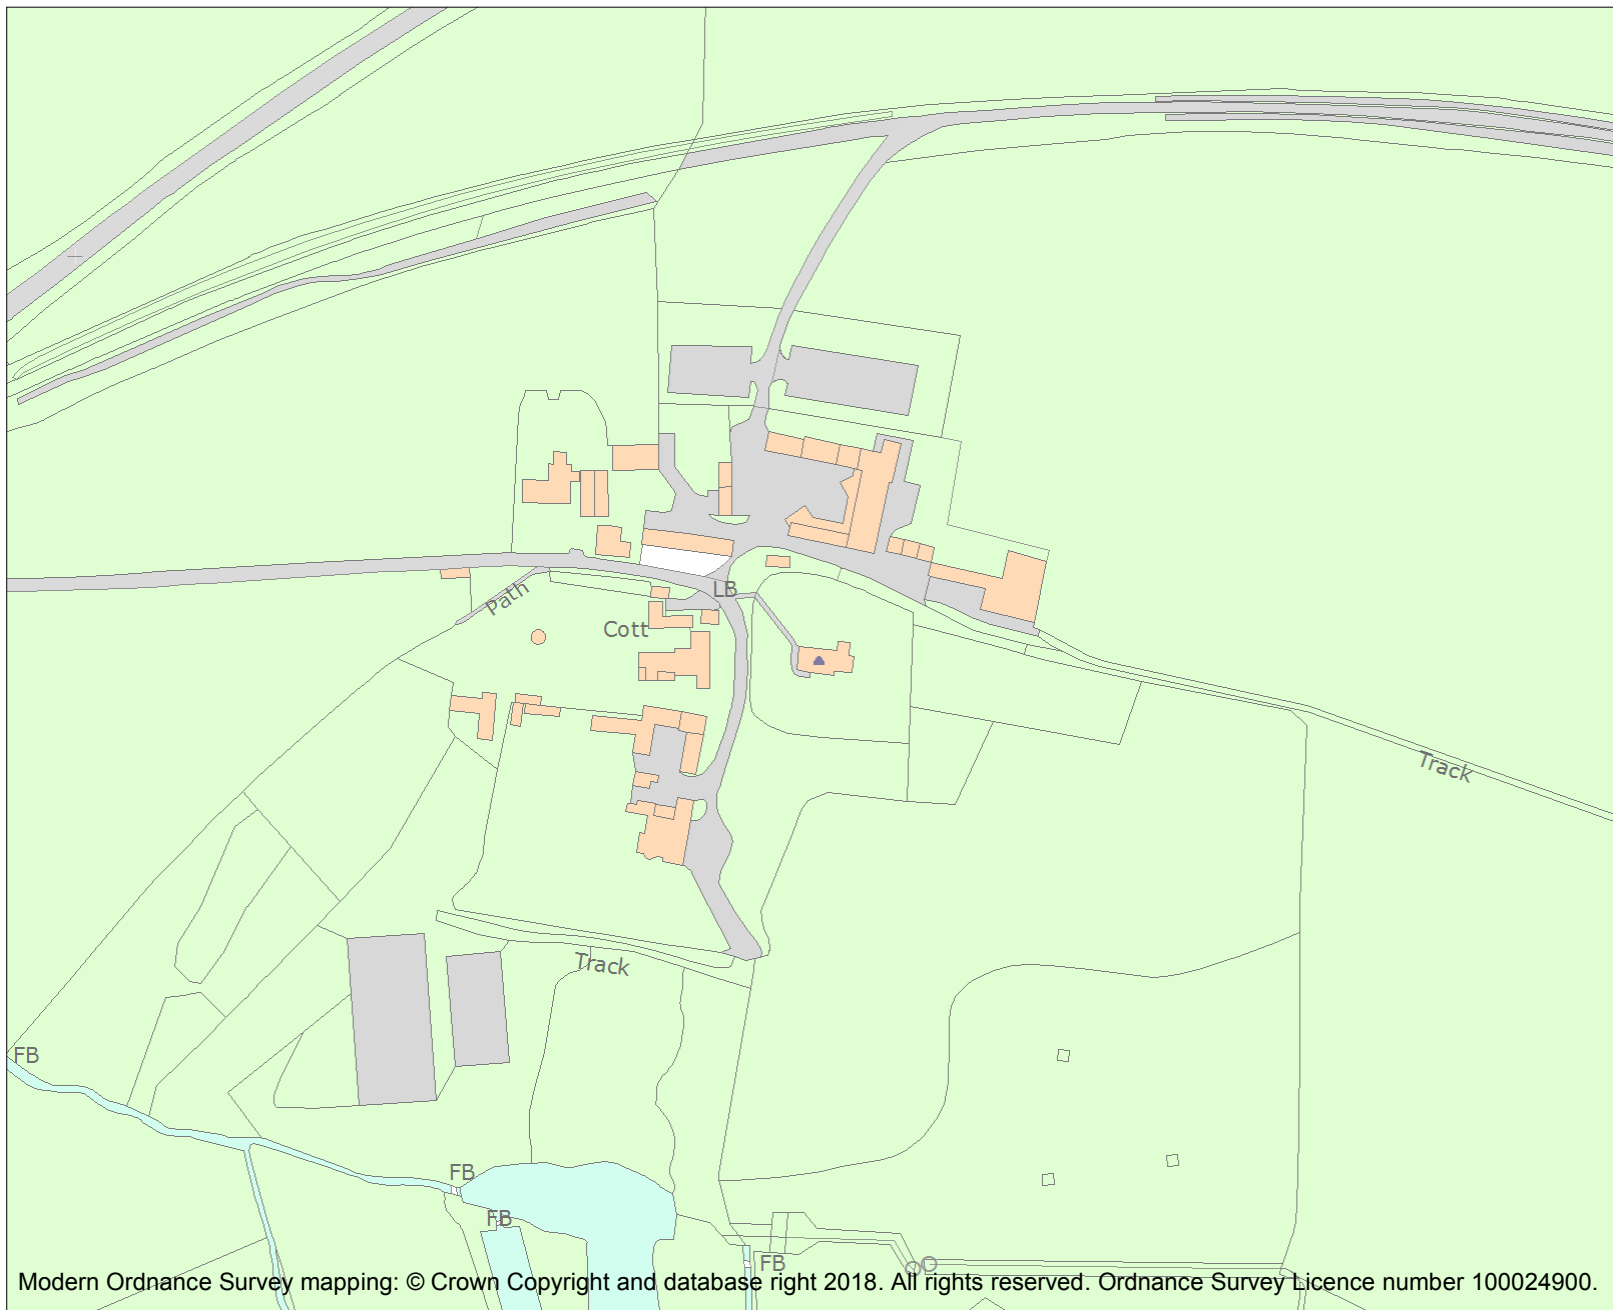 LB
Path
Cott
Track
Track
FB
FB
FB
FB
Modern Ordnance Survey mapping: © Crown Copyright and database right 2018. All rights reserved. Ordnance Survey Licence number 100024900.